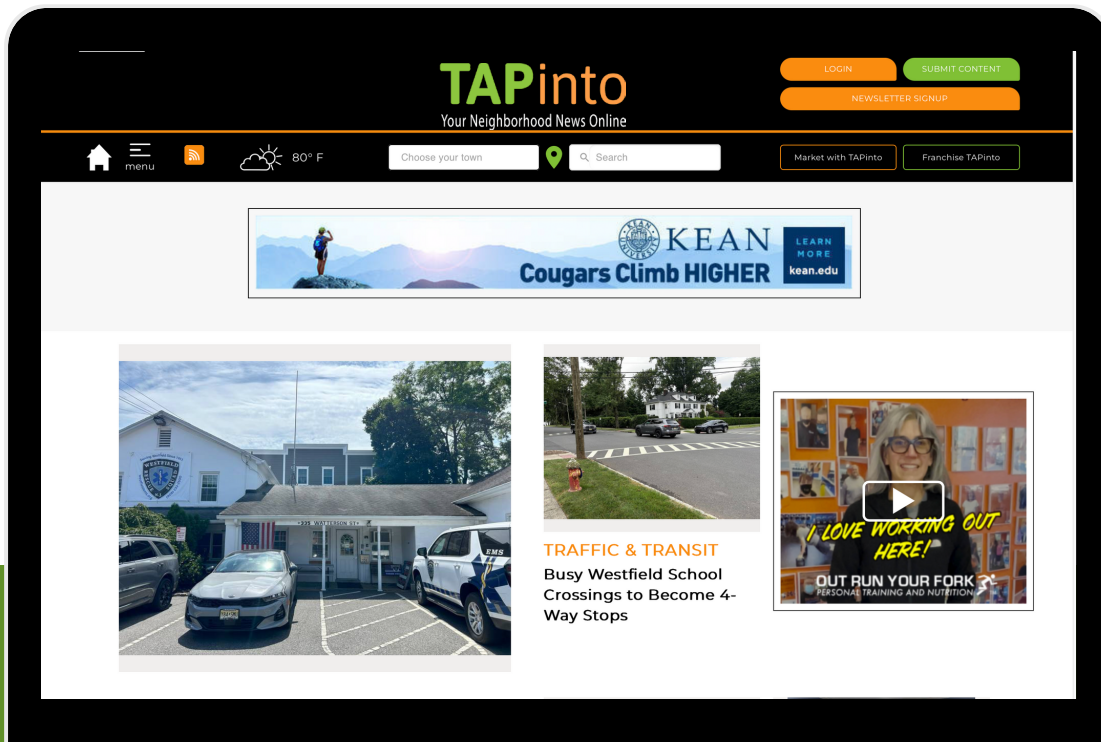 TAPinto
Your Neighborhood News Online
LOGIN
SUBMIT CONTENT
NEWSLETTER SIGNUP
menu
80° F
Choose your town
Search
Market with TAPinto
Franchise TAPinto
KEAN UNIVERSITY
KEAN
Cougars Climb HIGHER
LEARN
MORE
kean.edu
WESTFIELD
335 WATTERSON ST
EMS
TRAFFIC & TRANSIT
Busy Westfield School
Crossings to Become 4-
Way Stops
I LOVE WORKING OUT
HERE!
OUT RUN YOUR FORK
PERSONAL TRAINING AND NUTRITION